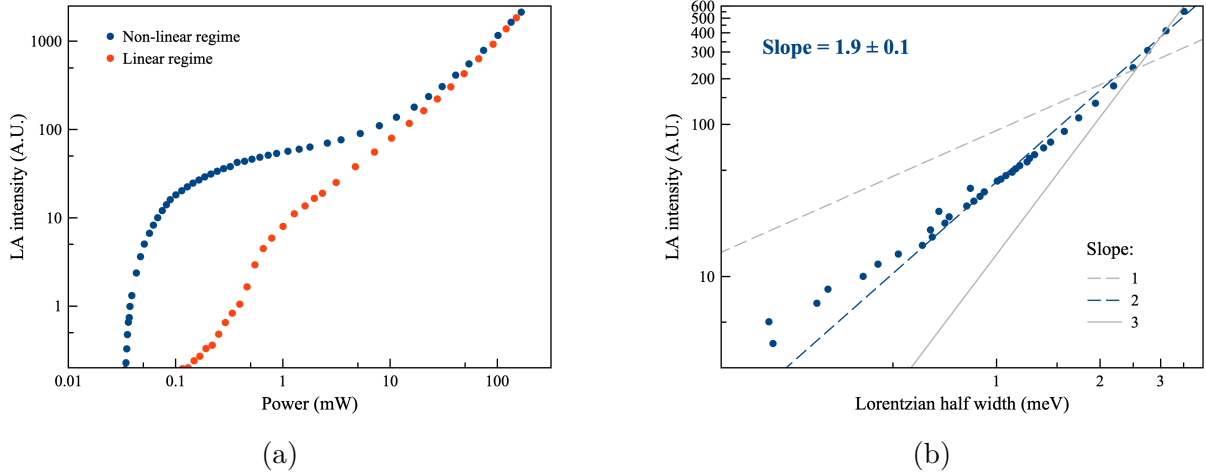 LA intensity (A.U.)
1000
100
10
1
Non-linear regime
Linear regime
0.01
0.1
1
10
100
Power (mW)
(a)
LA intensity (A.U.)
600
500
400
300
200
100
10
Slope = 1.9 ± 0.1
Slope:
1
2
3
1
2
3
Lorentzian half width (meV)
(b)